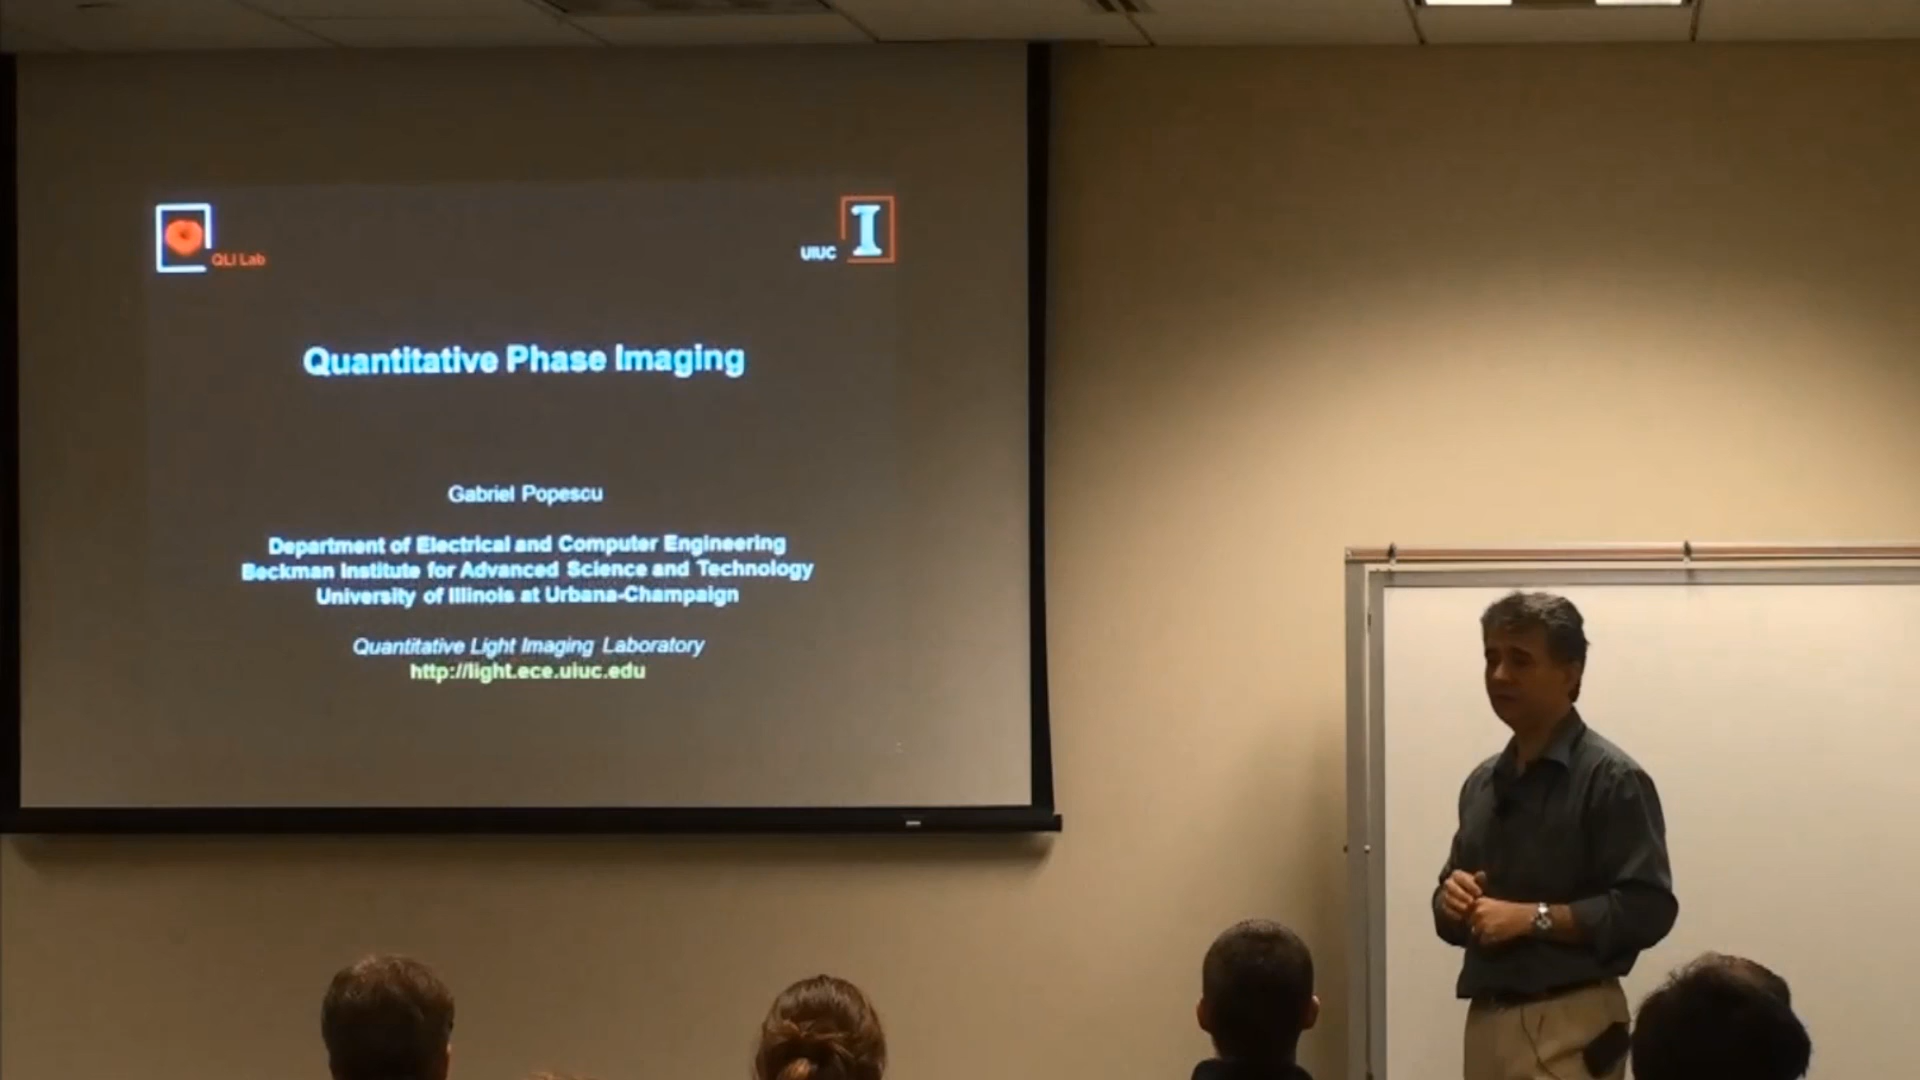 QLI Lab
UIUC
I
Quantitative Phase Imaging
Gabriel Popescu
Department of Electrical and Computer Engineering
Beckman Institute for Advanced Science and Technology
University of Illinois at Urbana-Champaign
Quantitative Light Imaging Laboratory
http://light.ece.uiuc.edu